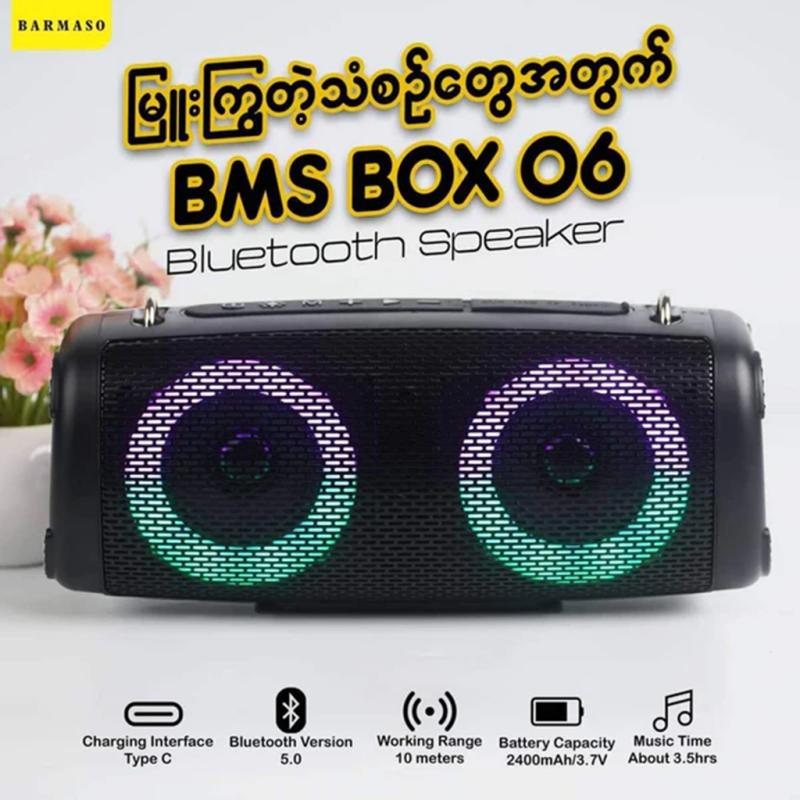 BARMASO
မြူးကြွတဲ့သံစဉ်တွေအတွက်
BMS BOX 06
Bluetooth Speaker
Charging Interface
Type C
Bluetooth Version
5.0
Working Range
10 meters
Battery Capacity
2400mAh/3.7V
Music Time
About 3.5hrs